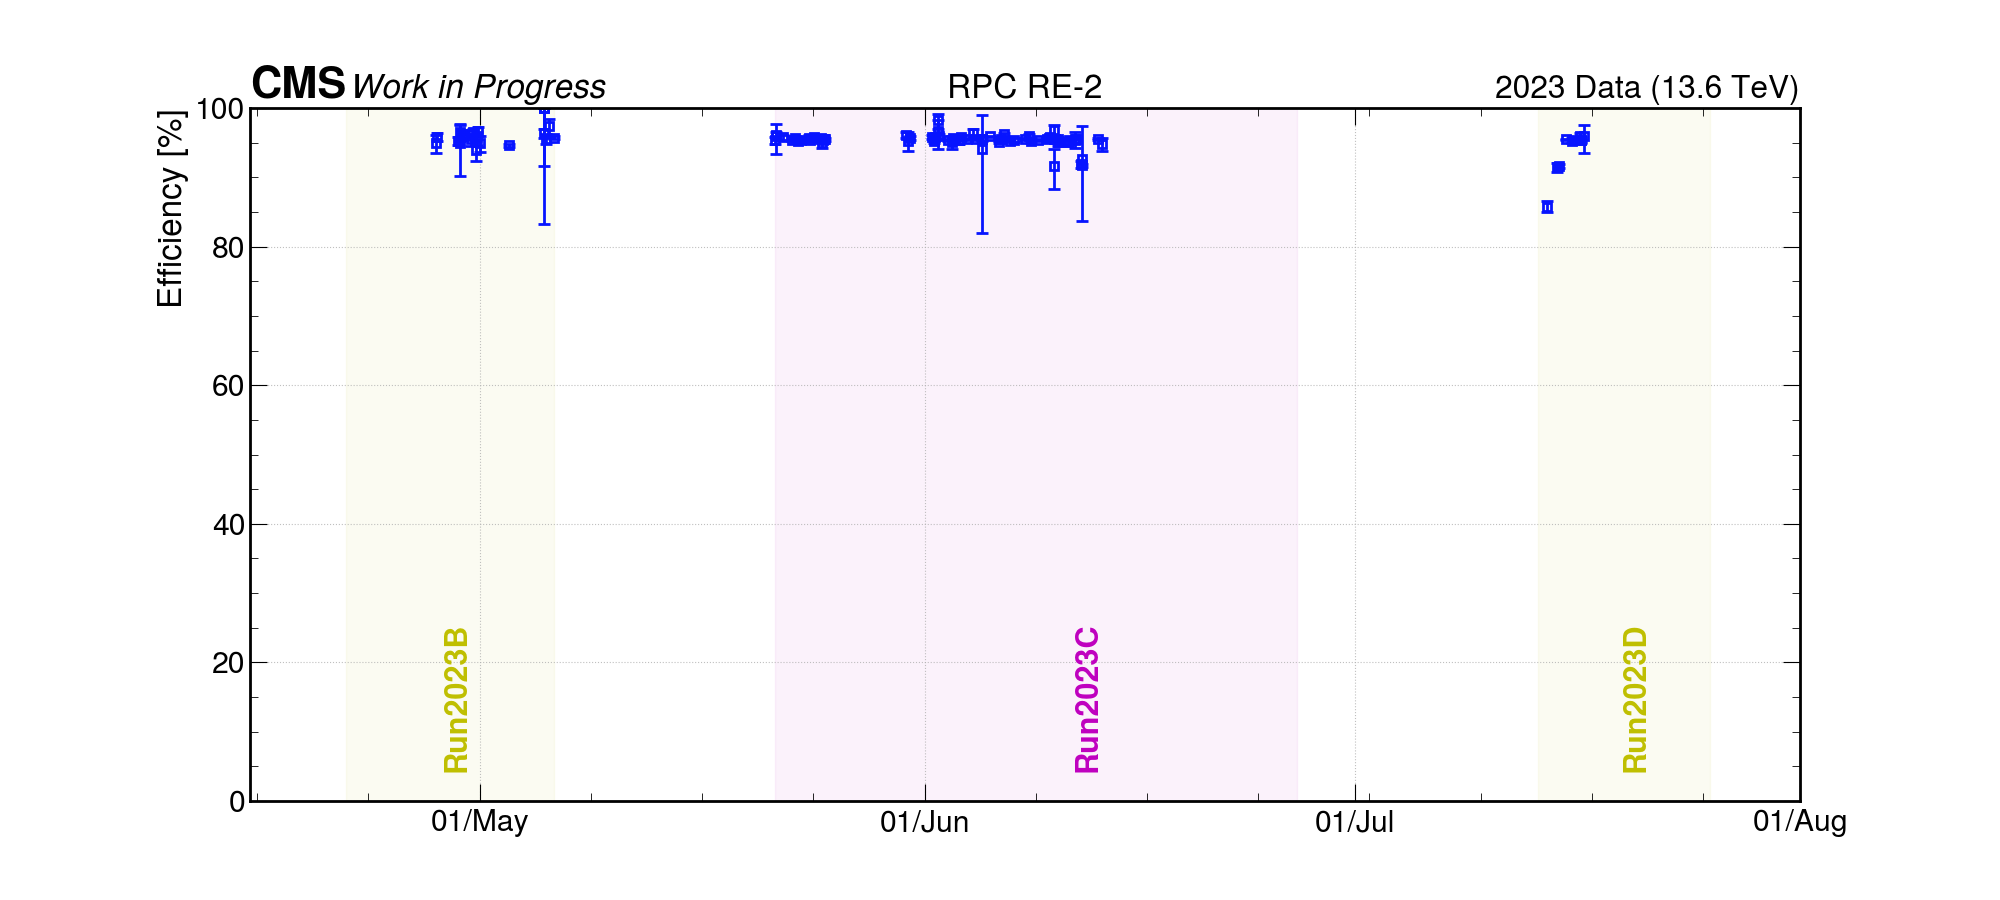 CMS Work in Progress RPC RE-2 2023 Data (13.6 TeV)
Efficiency [%]
100
80
60
40
20
0
Run2023B
Run2023C
Run2023D
01/May 01/Jun 01/Jul 01/Aug